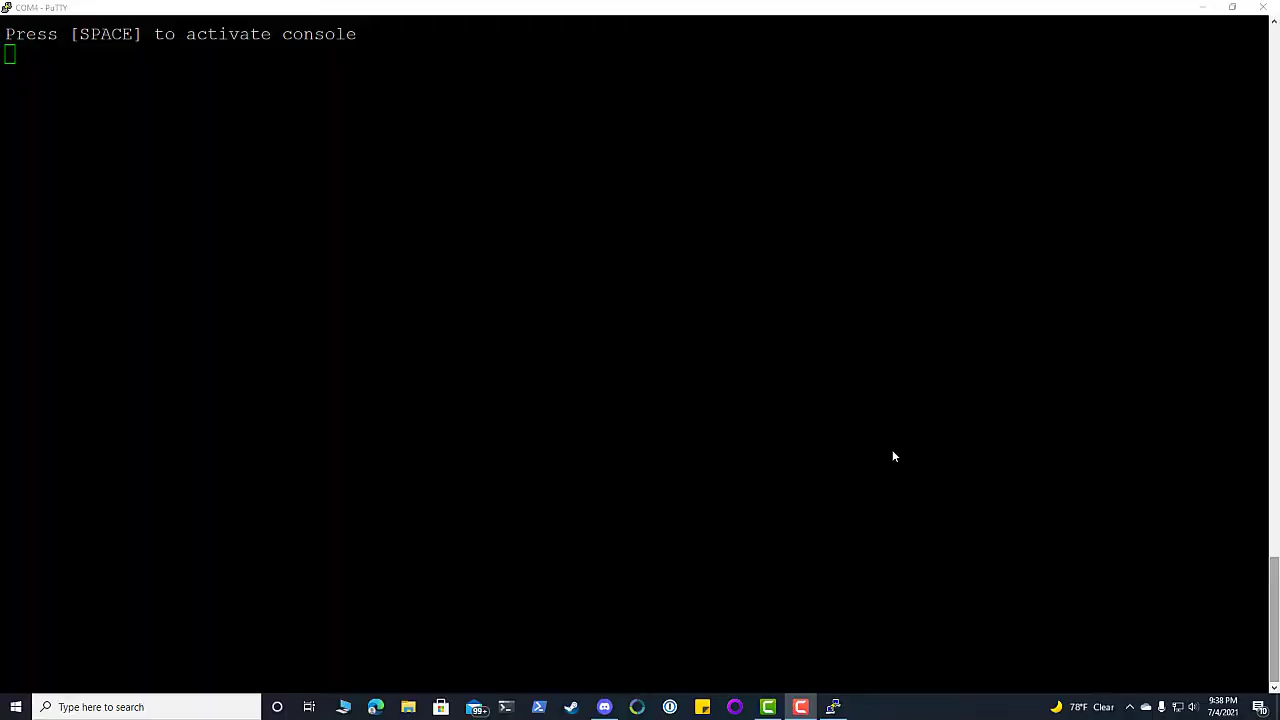 COM4 - PuTTY
Press [SPACE] to activate console
Type here to search
99+
78°F Clear
9:38 PM
7/4/2021